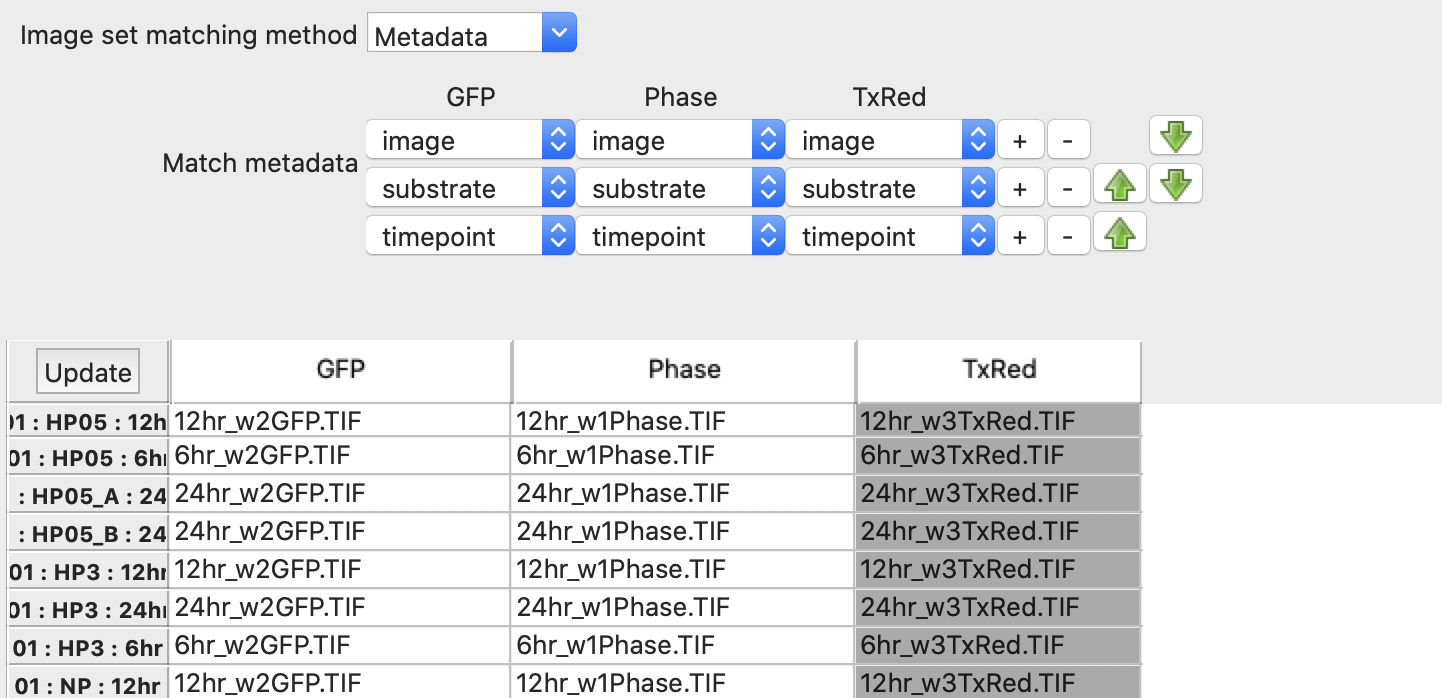 Image set matching method Metadata
GFP Phase TxRed
Match metadata
image image image + -
substrate substrate substrate + -
timepoint timepoint timepoint + -
Update GFP Phase TxRed
01 : HP05 : 12h 12hr_w2GFP.TIF 12hr_w1Phase.TIF 12hr_w3TxRed.TIF
01 : HP05 : 6h 6hr_w2GFP.TIF 6hr_w1Phase.TIF 6hr_w3TxRed.TIF
: HP05_A : 24 24hr_w2GFP.TIF 24hr_w1Phase.TIF 24hr_w3TxRed.TIF
: HP05_B : 24 24hr_w2GFP.TIF 24hr_w1Phase.TIF 24hr_w3TxRed.TIF
01 : HP3 : 12hr 12hr_w2GFP.TIF 12hr_w1Phase.TIF 12hr_w3TxRed.TIF
01 : HP3 : 24hr 24hr_w2GFP.TIF 24hr_w1Phase.TIF 24hr_w3TxRed.TIF
01 : HP3 : 6hr 6hr_w2GFP.TIF 6hr_w1Phase.TIF 6hr_w3TxRed.TIF
01 : NP : 12hr 12hr_w2GFP.TIF 12hr_w1Phase.TIF 12hr_w3TxRed.TIF